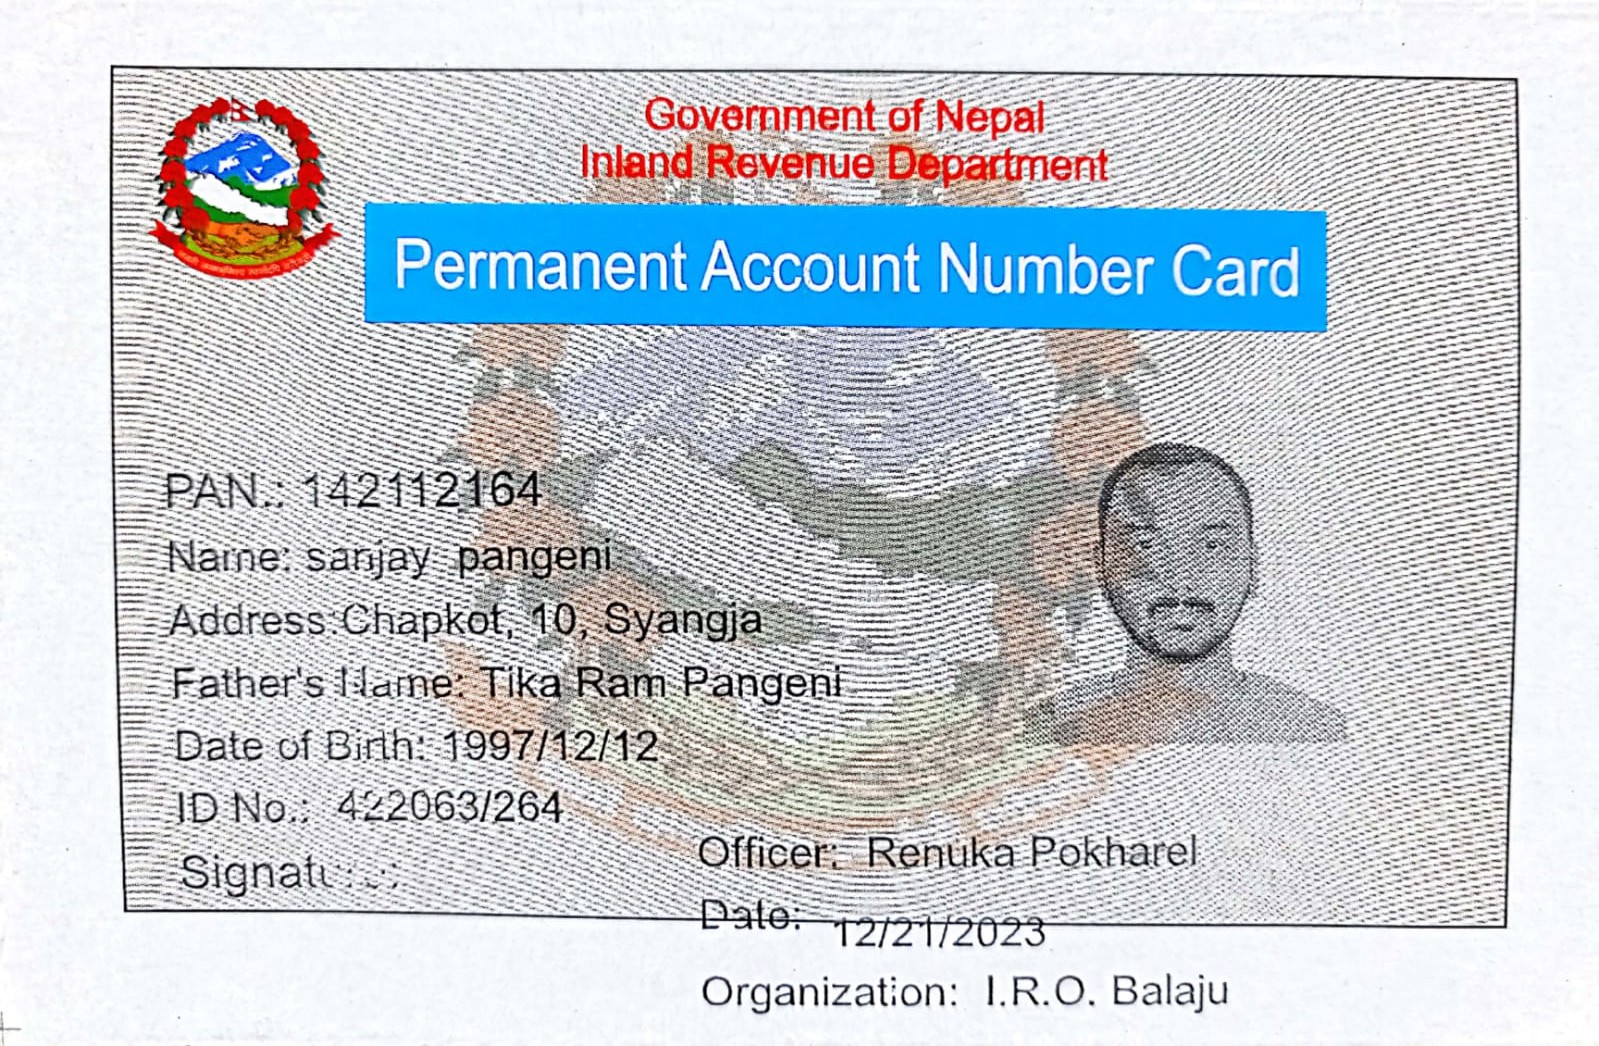 Government of Nepal
Inland Revenue Department
Permanent Account Number Card
PAN.: 142112164
Name: sanjay pangeni
Address:Chapkot, 10, Syangja
Father's Name: Tika Ram Pangeni
Date of Birth: 1997/12/12
ID No.: 422063/264
Signature:
Officer: Renuka Pokharel
Date: 12/21/2023
Organization: I.R.O. Balaju